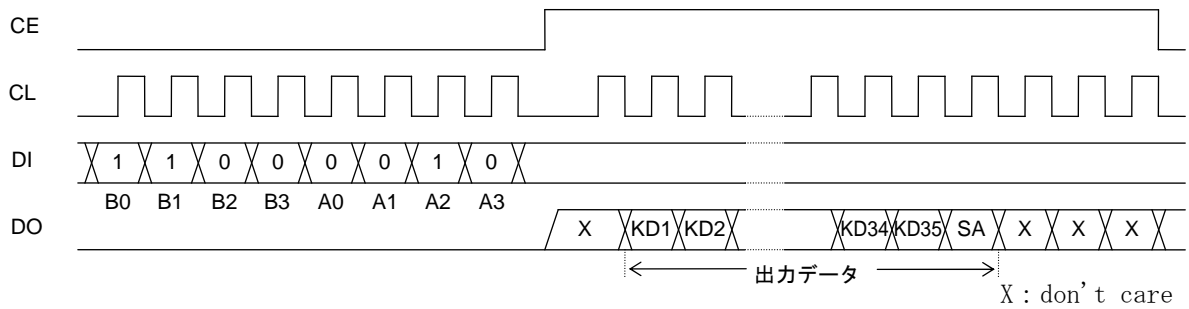 CE
CL
DI 1 1 0 0 0 0 1 0
B0 B1 B2 B3 A0 A1 A2 A3
DO X KD1 KD2 KD34 KD35 SA X X X
出力データ
X：don't care